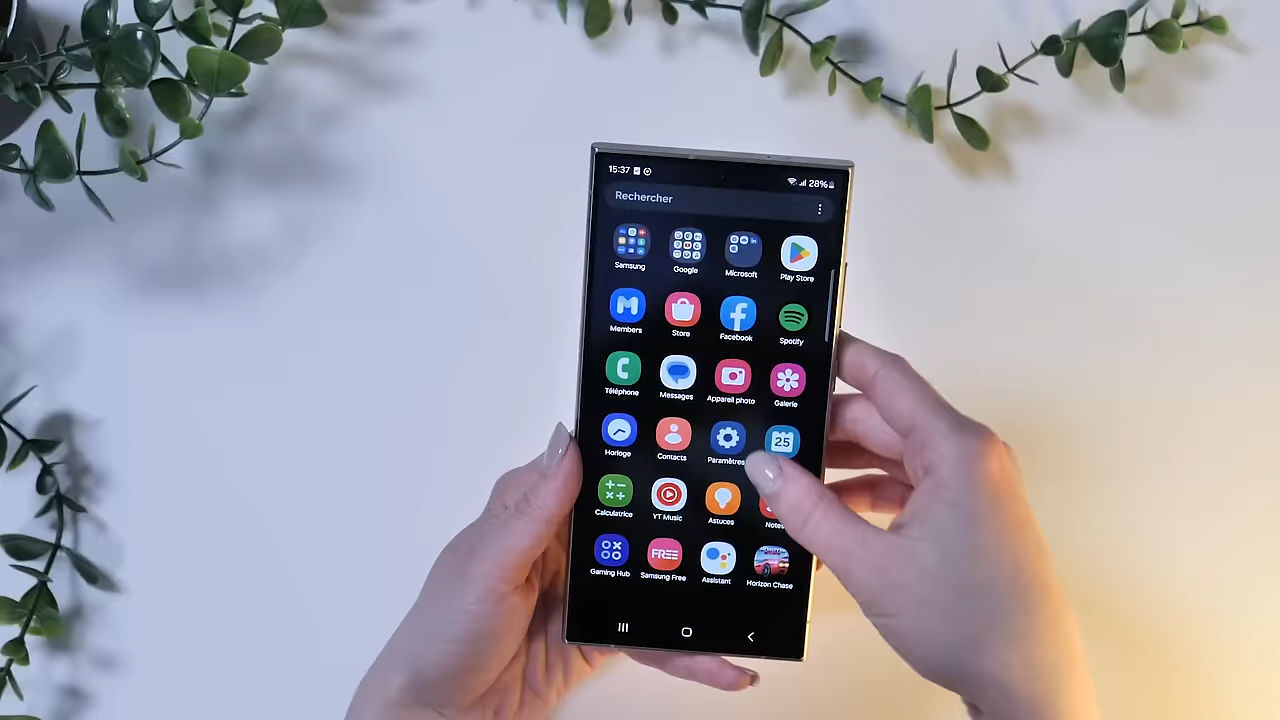 15:37
28%
Rechercher
Samsung Google Microsoft Play Store
Members Store Facebook Spotify
Téléphone Messages Appareil photo Galerie
25
Horloge Contacts Paramètres
Calculatrice YT Music Astuces Notes
FREE
Gaming Hub Samsung Free Assistant Horizon Chase